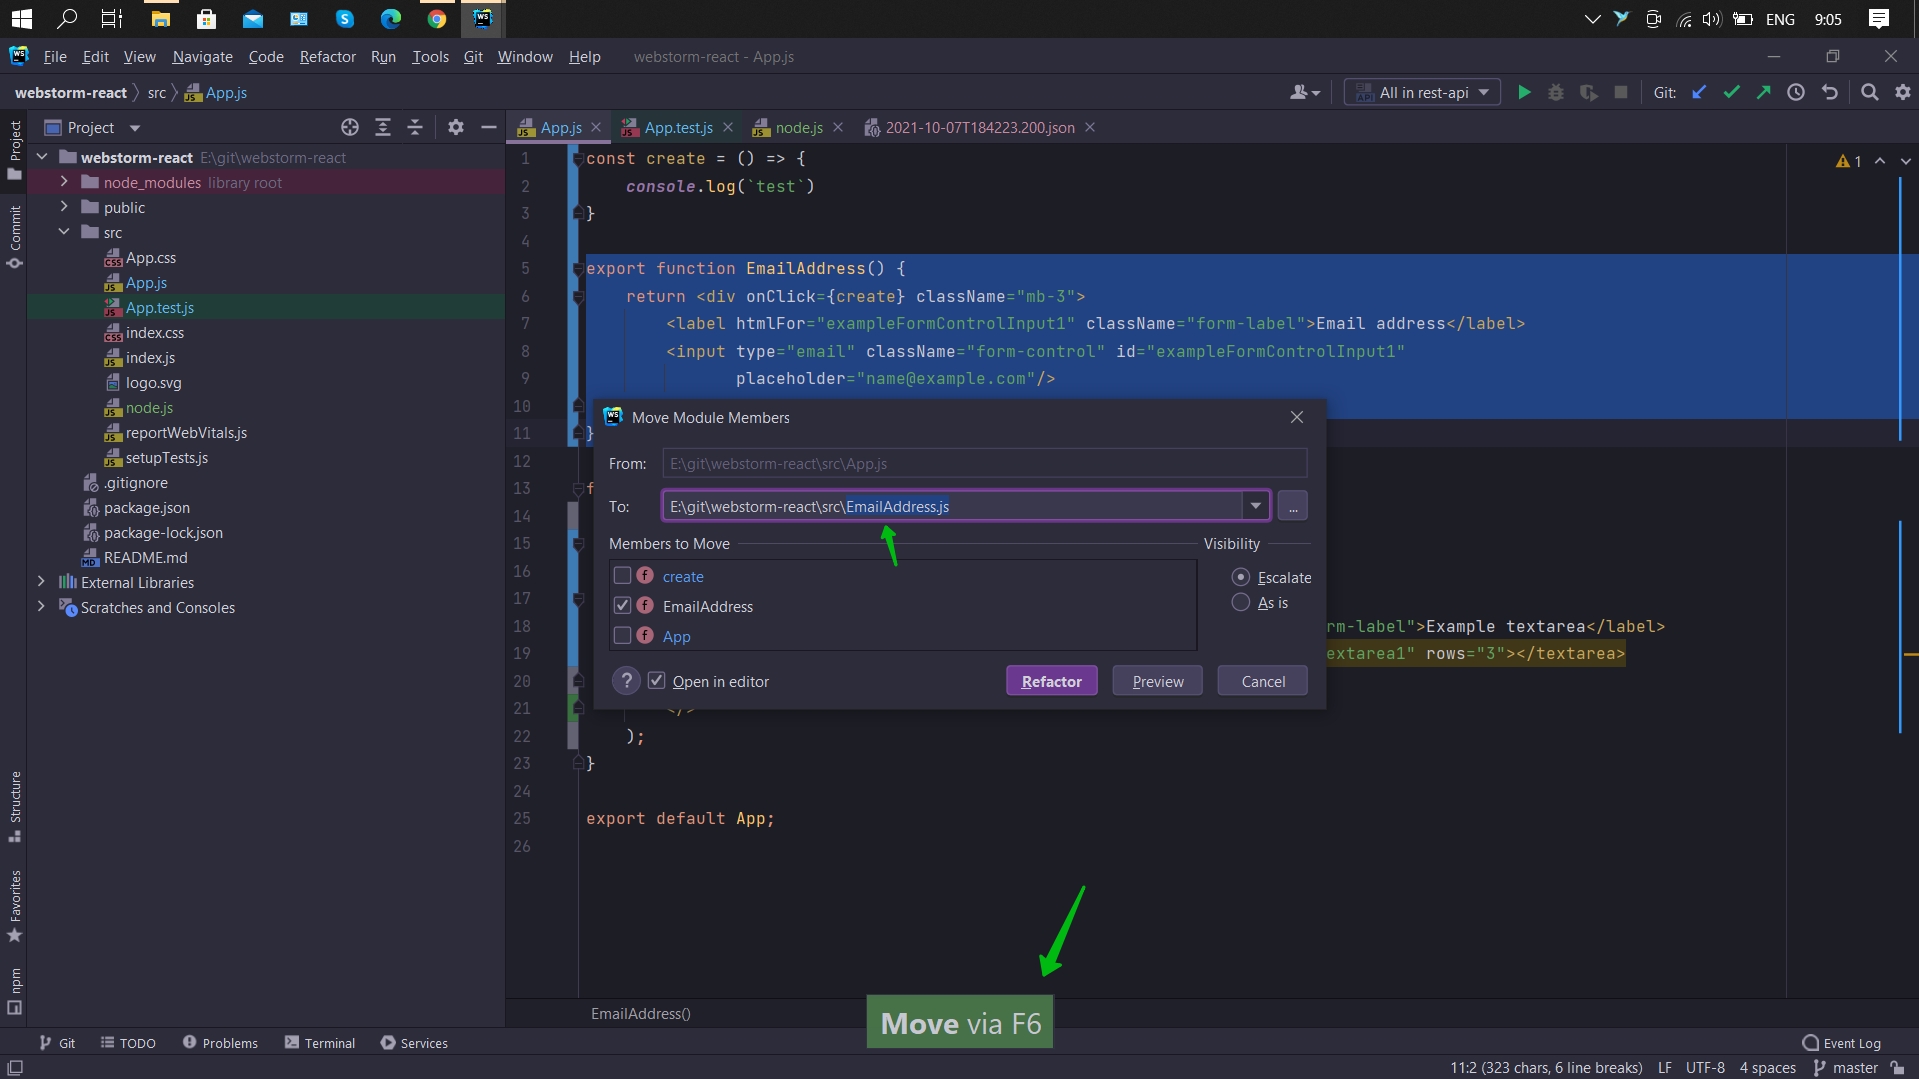 ENG 9:05
File Edit View Navigate Code Refactor Run Tools Git Window Help webstorm-react - App.js
webstorm-react src App.js All in rest-api Git:
Project
App.js App.test.js node.js 2021-10-07T184223.200.json
Project
Commit
Structure
Favorites
npm
webstorm-react E:\git\webstorm-react
node_modules library root
public
src
App.css
App.js
App.test.js
index.css
index.js
logo.svg
node.js
reportWebVitals.js
setupTests.js
.gitignore
package.json
package-lock.json
README.md
External Libraries
Scratches and Consoles
1 const create = () => {
2 console.log(`test`)
3 }
4
5 export function EmailAddress() {
6 return <div onClick={create} className="mb-3">
7 <label htmlFor="exampleFormControlInput1" className="form-label">Email address</label>
8 <input type="email" className="form-control" id="exampleFormControlInput1"
9 placeholder="name@example.com"/>
10
11 }
12
13 f
14
15
16
17
18 rm-label">Example textarea</label>
19 extarea1" rows="3"></textarea>
20
21 </>
22 );
23 }
24
25 export default App;
26
1
Move Module Members
From: E:\git\webstorm-react\src\App.js
To: E:\git\webstorm-react\src\EmailAddress.js ...
Members to Move Visibility
f create
f EmailAddress
f App
Escalate
As is
? Open in editor Refactor Preview Cancel
EmailAddress()
Move via F6
Git TODO Problems Terminal Services Event Log
11:2 (323 chars, 6 line breaks) LF UTF-8 4 spaces master